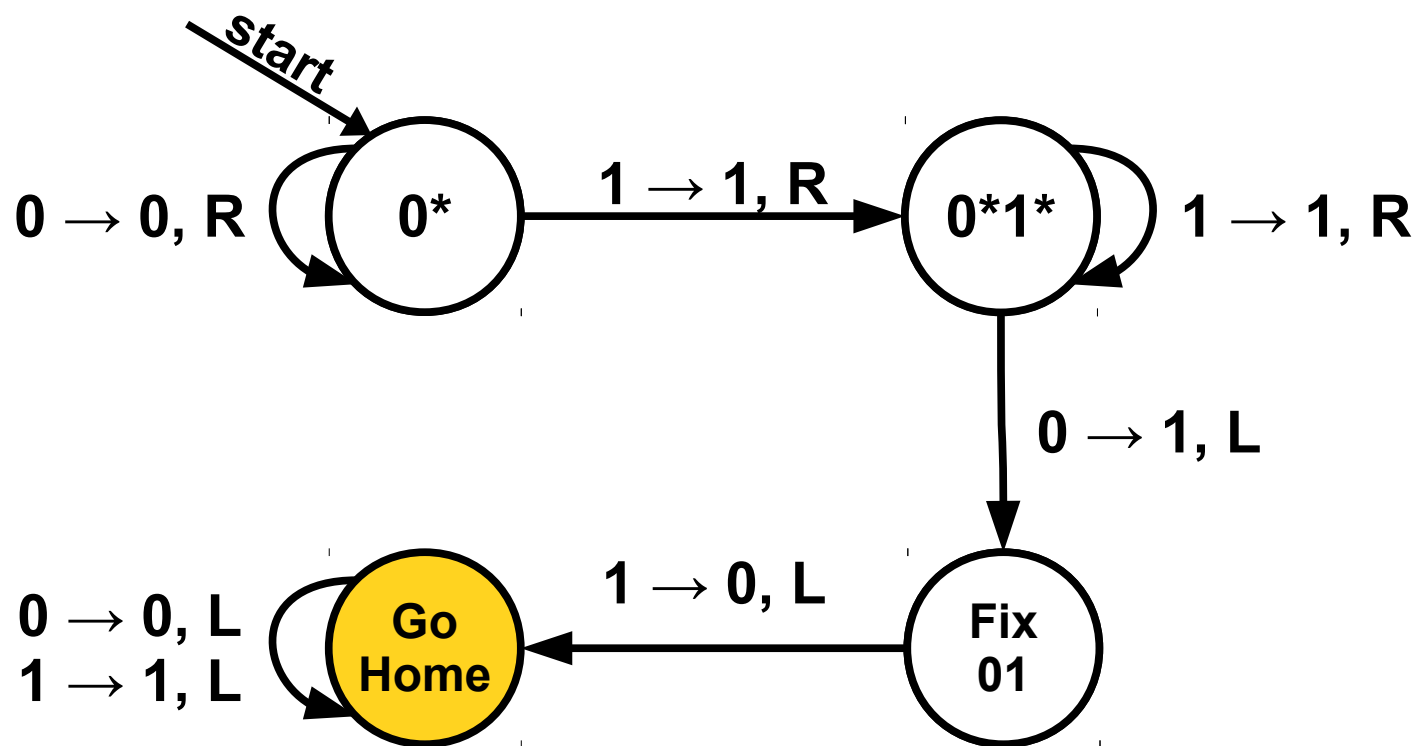 start
0 → 0, R
0*
1 → 1, R
0*1*
1 → 1, R
0 → 1, L
0 → 0, L
1 → 1, L
Go
Home
1 → 0, L
Fix
01